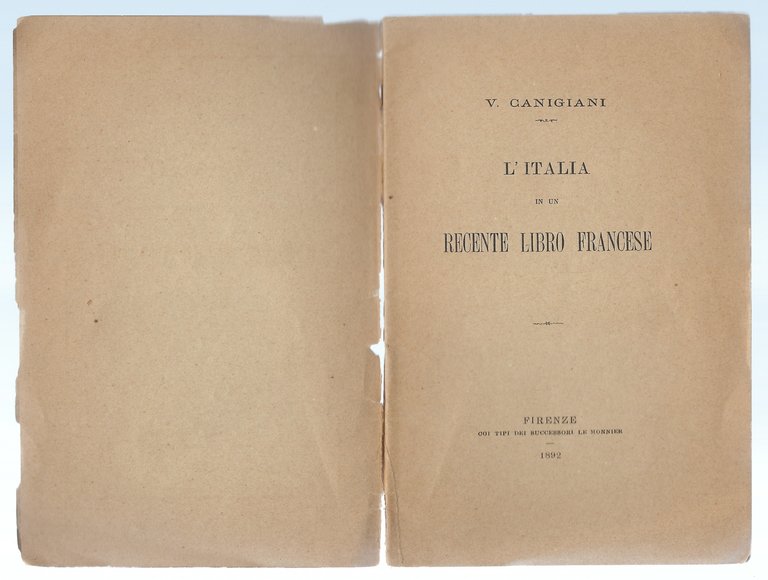 V. CANIGIANI
L'ITALIA
IN UN
RECENTE LIBRO FRANCESE
FIRENZE
COI TIPI DEI SUCCESSORI LE MONNIER
1892